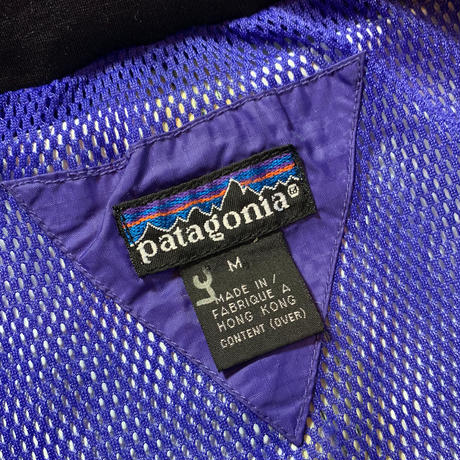 patagonia®
M
MADE IN /
FABRIQUE A
HONG KONG
CONTENT (OVER)